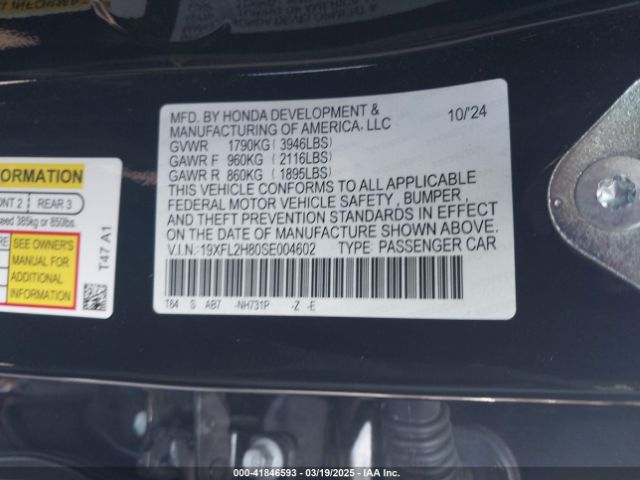 MFD. BY HONDA DEVELOPMENT & 10/'24
MANUFACTURING OF AMERICA, LLC
GVWR 1790KG (3946LBS)
GAWR F 960KG (2116LBS)
GAWR R 860KG (1895LBS)
THIS VEHICLE CONFORMS TO ALL APPLICABLE
FEDERAL MOTOR VEHICLE SAFETY , BUMPER ,
AND THEFT PREVENTION STANDARDS IN EFFECT
ON THE DATE OF MANUFACTURE SHOWN ABOVE.
V.I.N: 19XFL2H80SE004602 TYPE: PASSENGER CAR
T84 S AB7 -NH731P -Z -E
FORMATION
NT 2 REAR 3
eed 385kg or 850lbs.
RE
SEE OWNER'S
MANUAL FOR
ADDITIONAL
INFORMATION
T47 A1
000-41846593 — 03/19/2025 — IAA Inc.